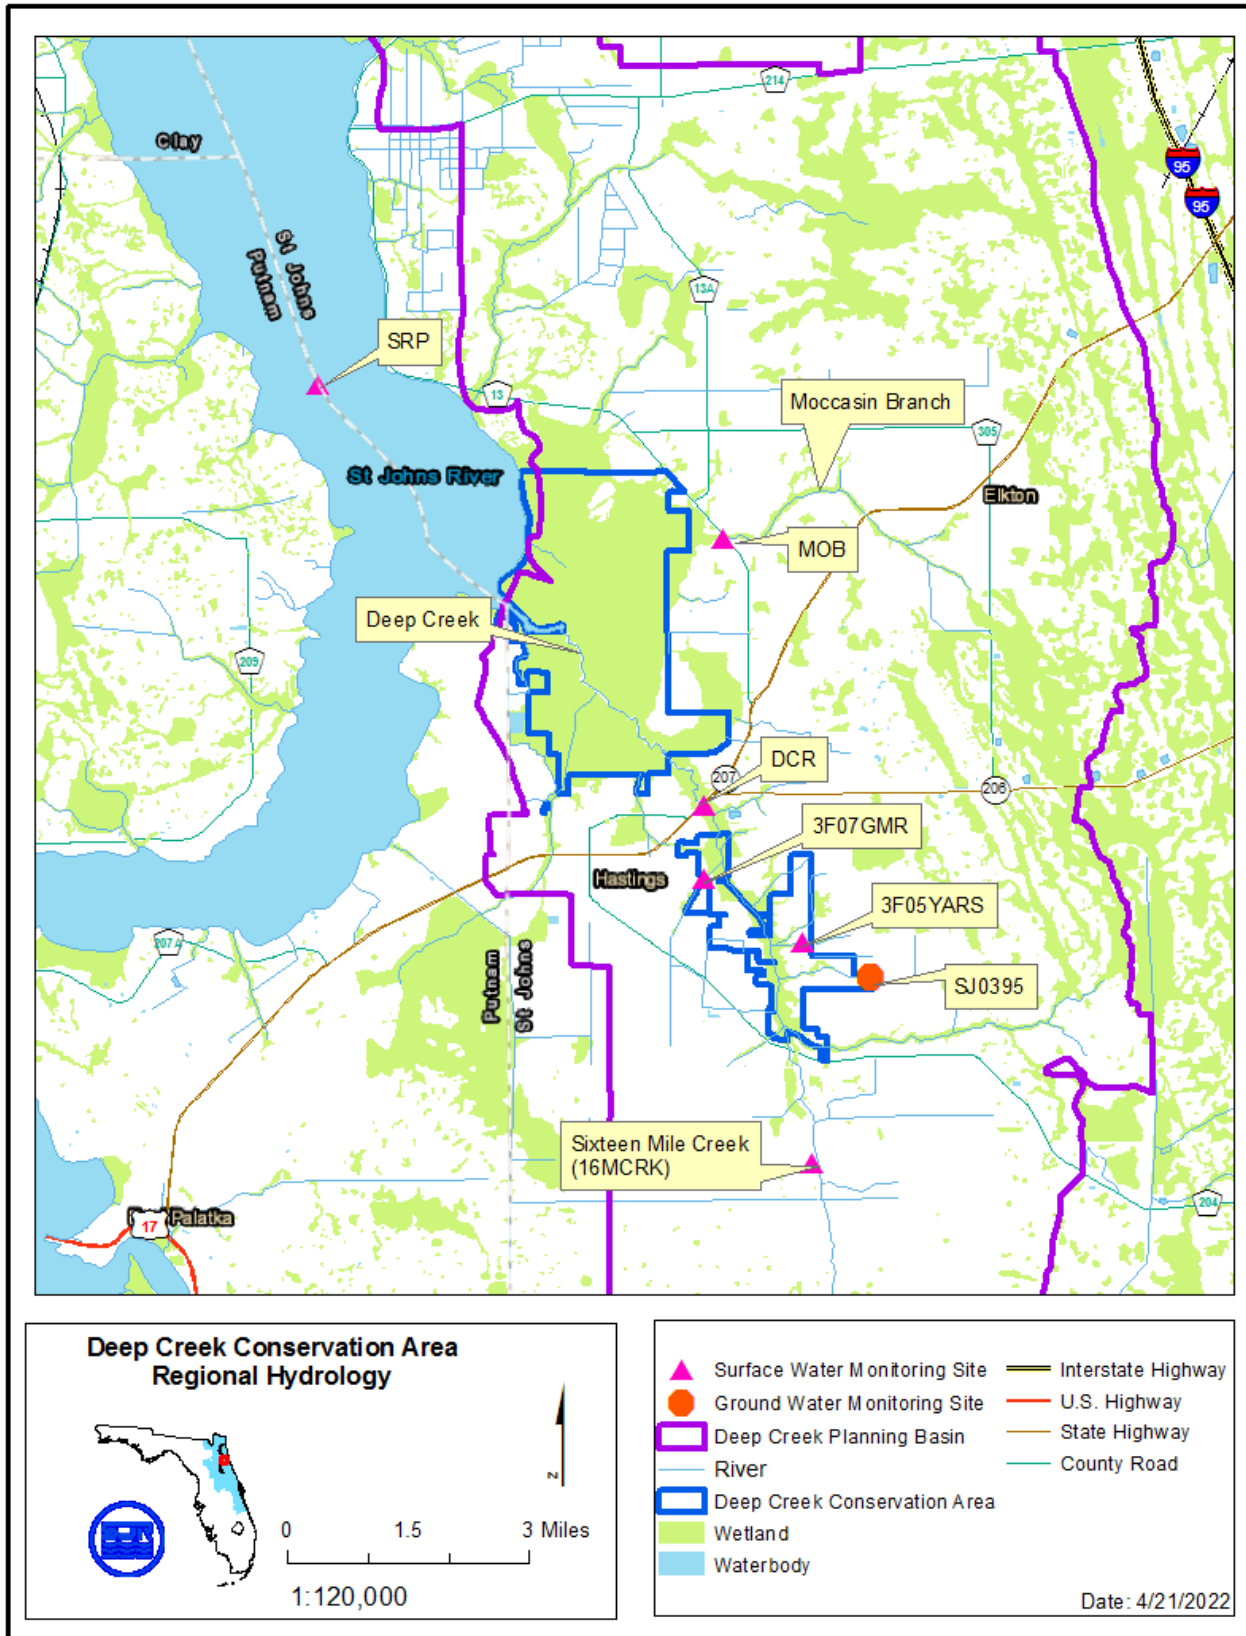 214
Clay
95
95
St Johns
Putnam
13A
SRP
13
Moccasin Branch
305
St Johns River
Elkton
MOB
Deep Creek
209
DCR
207
206
3F07GMR
Hastings
3F05YARS
207A
Putnam
St Johns
SJ0395
Sixteen Mile Creek
(16MCRK)
204
17
Palatka
Deep Creek Conservation Area
Regional Hydrology
N
0 1.5 3 Miles
1:120,000
Surface Water Monitoring Site
Ground Water Monitoring Site
Deep Creek Planning Basin
River
Deep Creek Conservation Area
Wetland
Waterbody
Interstate Highway
U.S. Highway
State Highway
County Road
Date: 4/21/2022